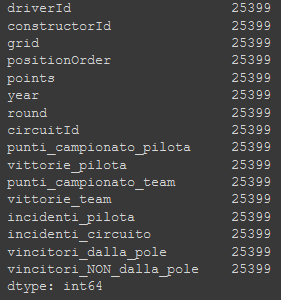 driverId 25399
constructorId 25399
grid 25399
positionOrder 25399
points 25399
year 25399
round 25399
circuitId 25399
punti_campionato_pilota 25399
vittorie_pilota 25399
punti_campionato_team 25399
vittorie_team 25399
incidenti_pilota 25399
incidenti_circuito 25399
vincitori_dalla_pole 25399
vincitori_NON_dalla_pole 25399
dtype: int64